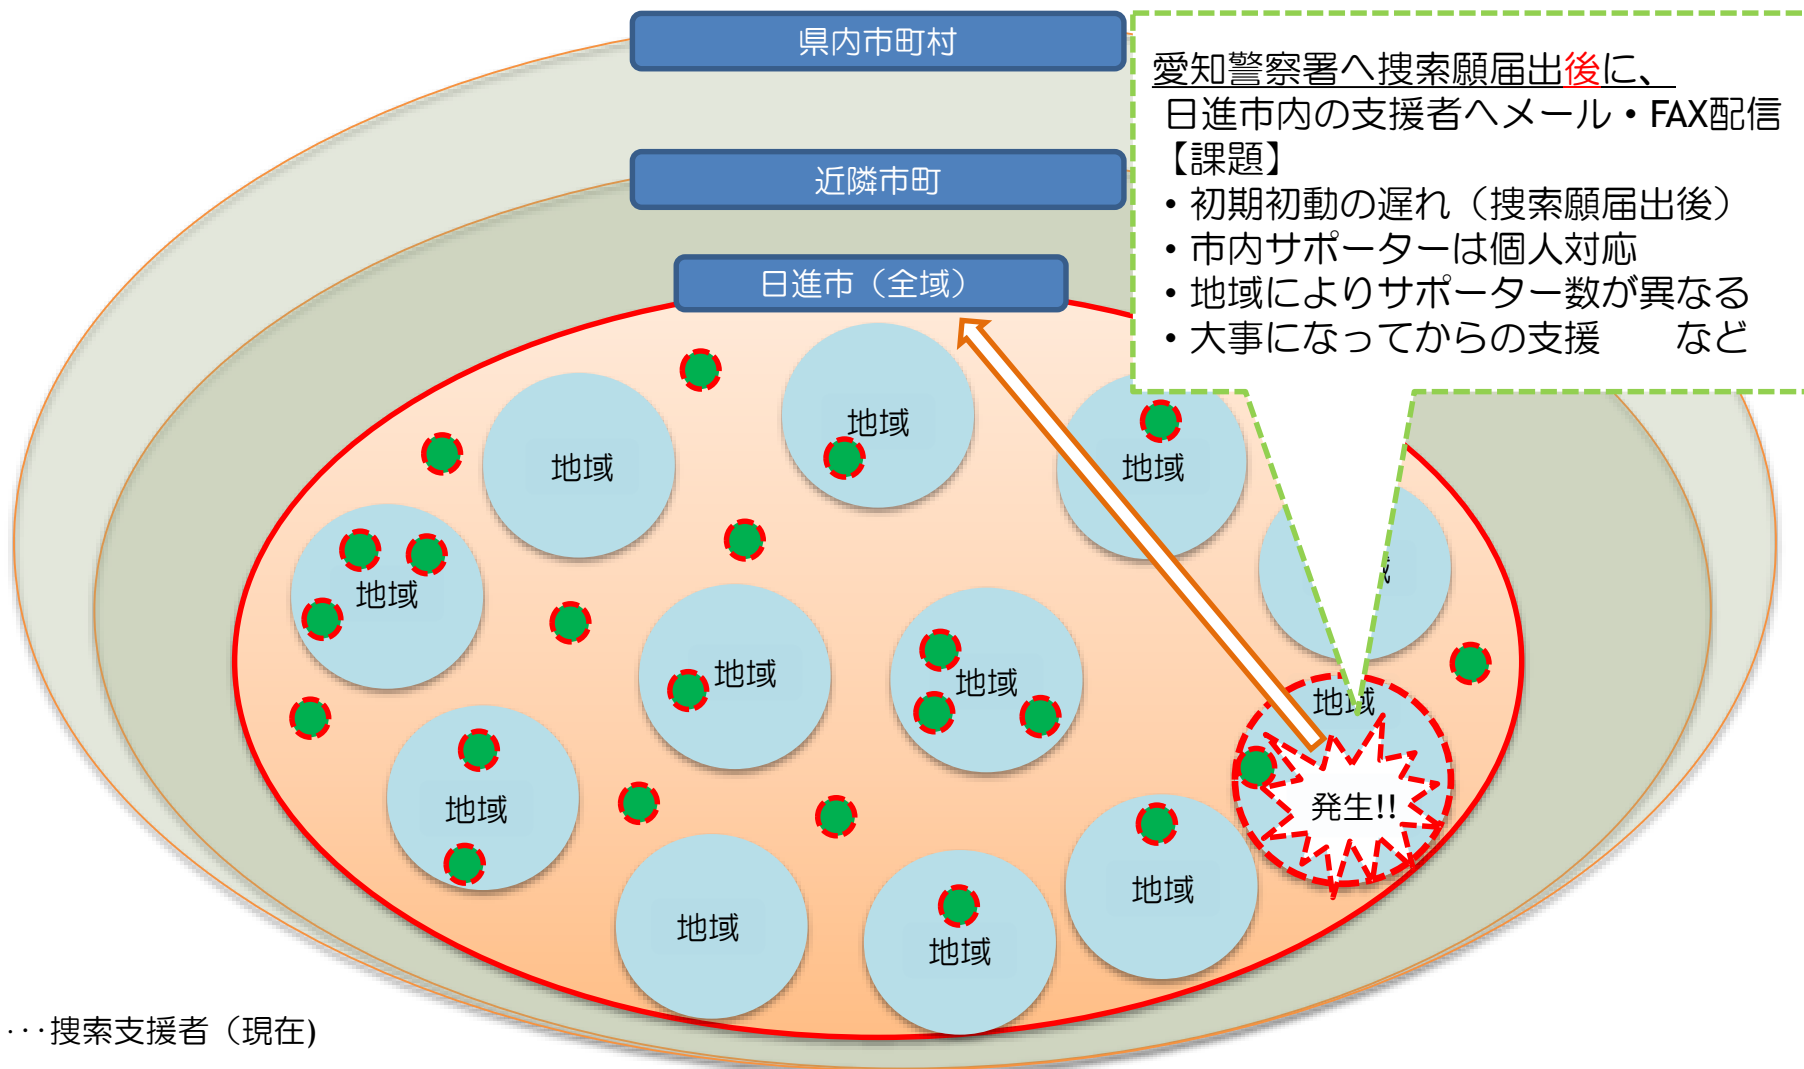 県内市町村
近隣市町
日進市（全域）
愛知警察署へ捜索願届出後に、
日進市内の支援者へメール・FAX配信
【課題】
・初期初動の遅れ（捜索願届出後）
・市内サポーターは個人対応
・地域によりサポーター数が異なる
・大事になってからの支援　　など
地域
地域
地域
地域
地域
地域
地域
地域
発生!!
地域
地域
地域
地域
･･･捜索支援者（現在)